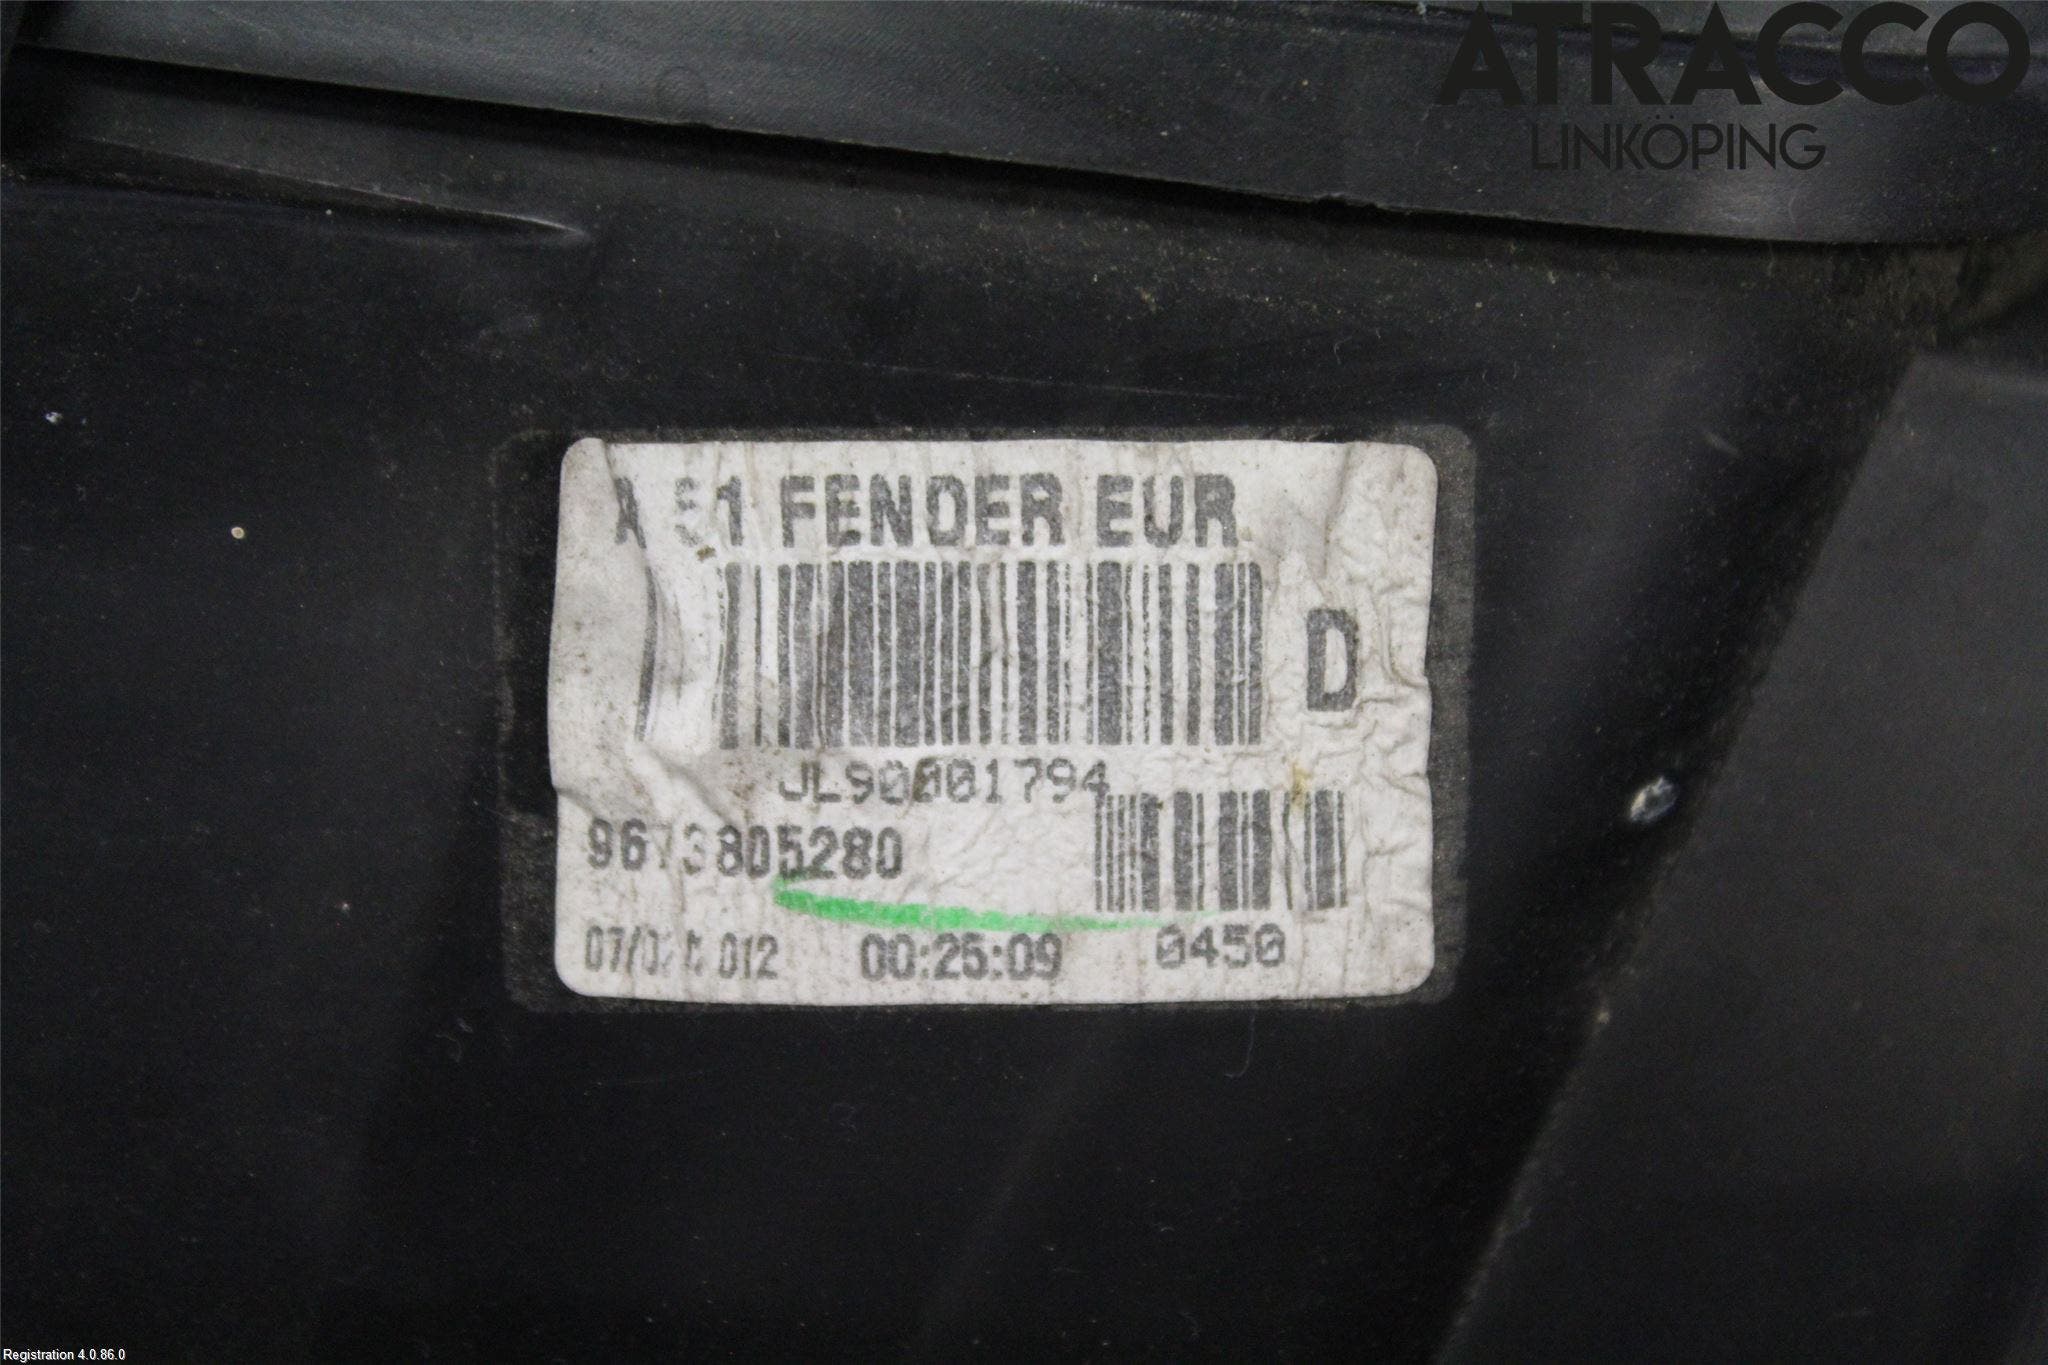 ATRACCO
LINKÖPING
FENDER EUR
D
JL90001794
9673805280
00:25:09
0450
Registration 4.0.86.0